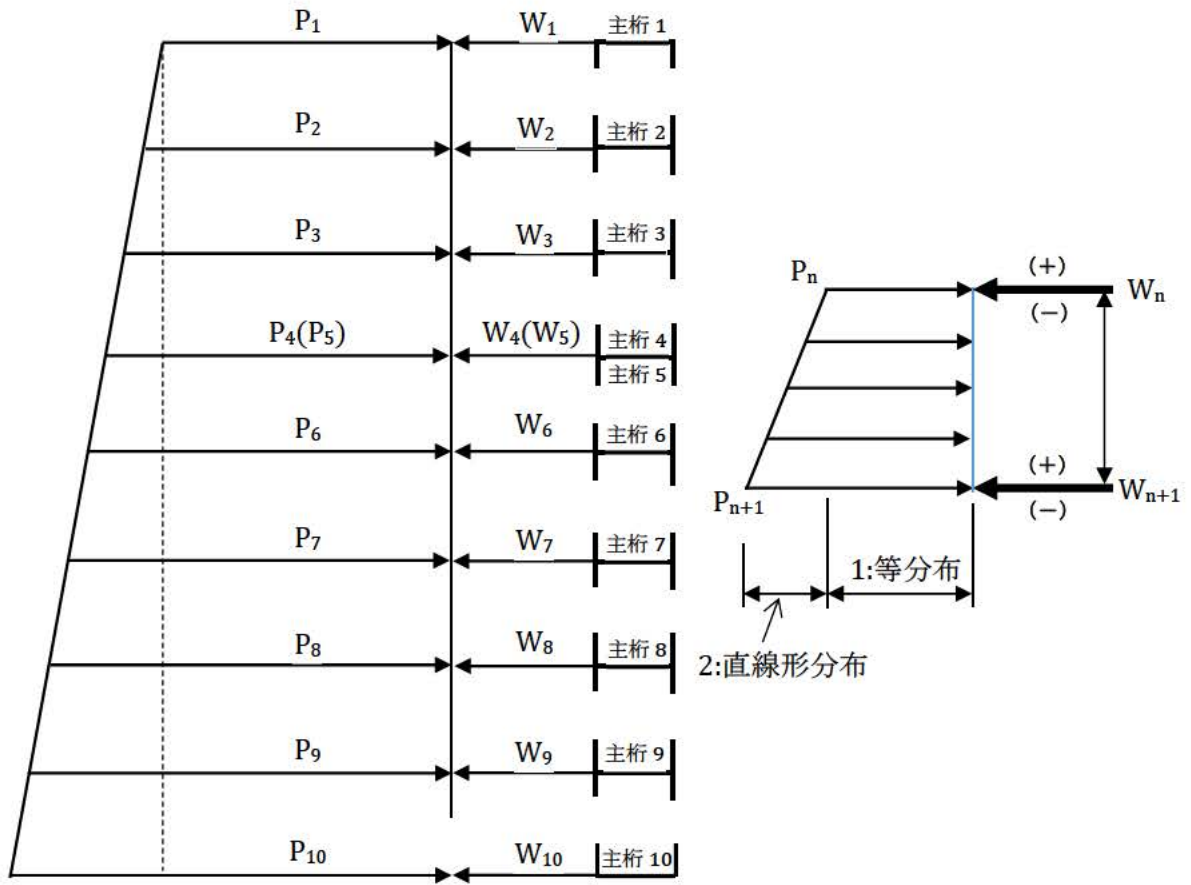 P₁ W₁ 主桁 1
P₂ W₂ 主桁 2
P₃ W₃ 主桁 3
P₄(P₅) W₄(W₅) 主桁 4
主桁 5
P₆ W₆ 主桁 6
P₇ W₇ 主桁 7
P₈ W₈ 主桁 8
P₉ W₉ 主桁 9
P₁₀ W₁₀ 主桁 10
Pₙ (+) Wₙ
(−)
(+)
Pₙ₊₁ (−) Wₙ₊₁
1:等分布
2:直線形分布